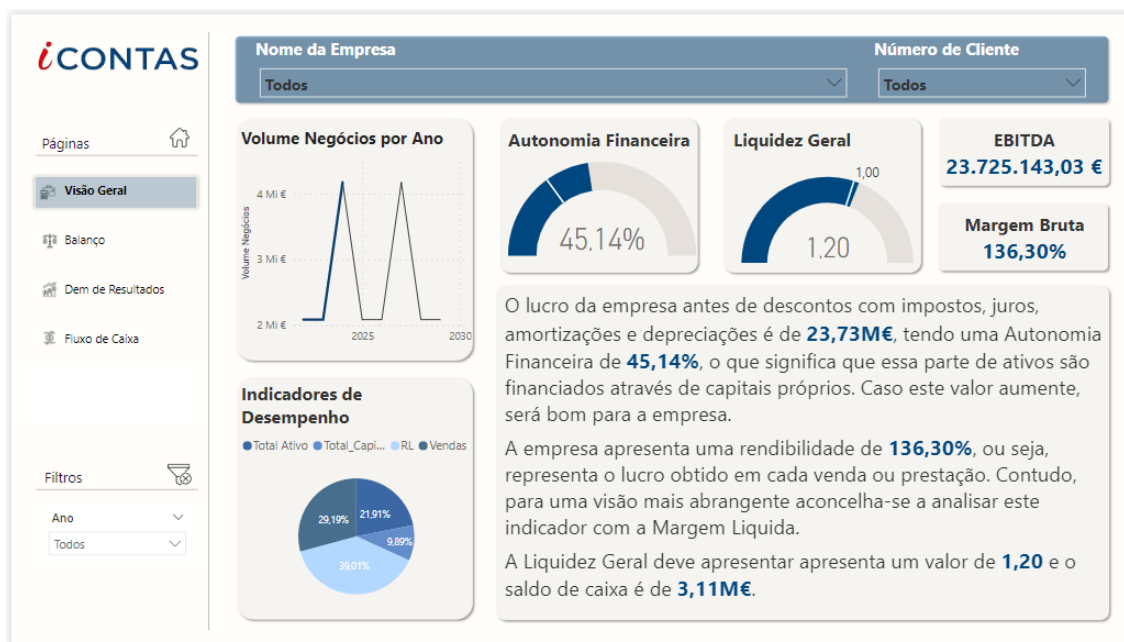 iCONTAS
Nome da Empresa
Todos
Número de Cliente
Todos
Páginas
Visão Geral
Balanço
Dem de Resultados
Fluxo de Caixa
Filtros
Ano
Todos
Volume Negócios por Ano
Volume Negócios
4 Mi €
3 Mi €
2 Mi €
2025
2030
Autonomia Financeira
45,14%
Liquidez Geral
1,00
1,20
EBITDA
23.725.143,03 €
Margem Bruta
136,30%
Indicadores de
Desempenho
Total Ativo
Total_Capi...
RL
Vendas
29,19%
21,91%
9,89%
39,01%
O lucro da empresa antes de descontos com impostos, juros,
amortizações e depreciações é de 23,73M€, tendo uma Autonomia
Financeira de 45,14%, o que significa que essa parte de ativos são
financiados através de capitais próprios. Caso este valor aumente,
será bom para a empresa.
A empresa apresenta uma rendibilidade de 136,30%, ou seja,
representa o lucro obtido em cada venda ou prestação. Contudo,
para uma visão mais abrangente aconcelha-se a analisar este
indicador com a Margem Liquida.
A Liquidez Geral deve apresentar apresenta um valor de 1,20 e o
saldo de caixa é de 3,11M€.